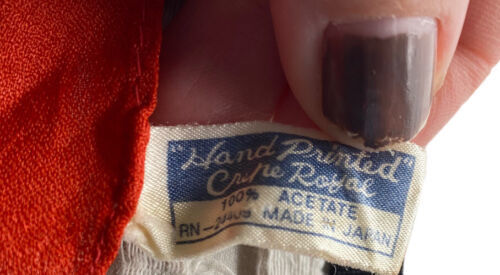 "Hand Printed"
Crepe Royal
100% ACETATE
RN- MADE IN JAPAN